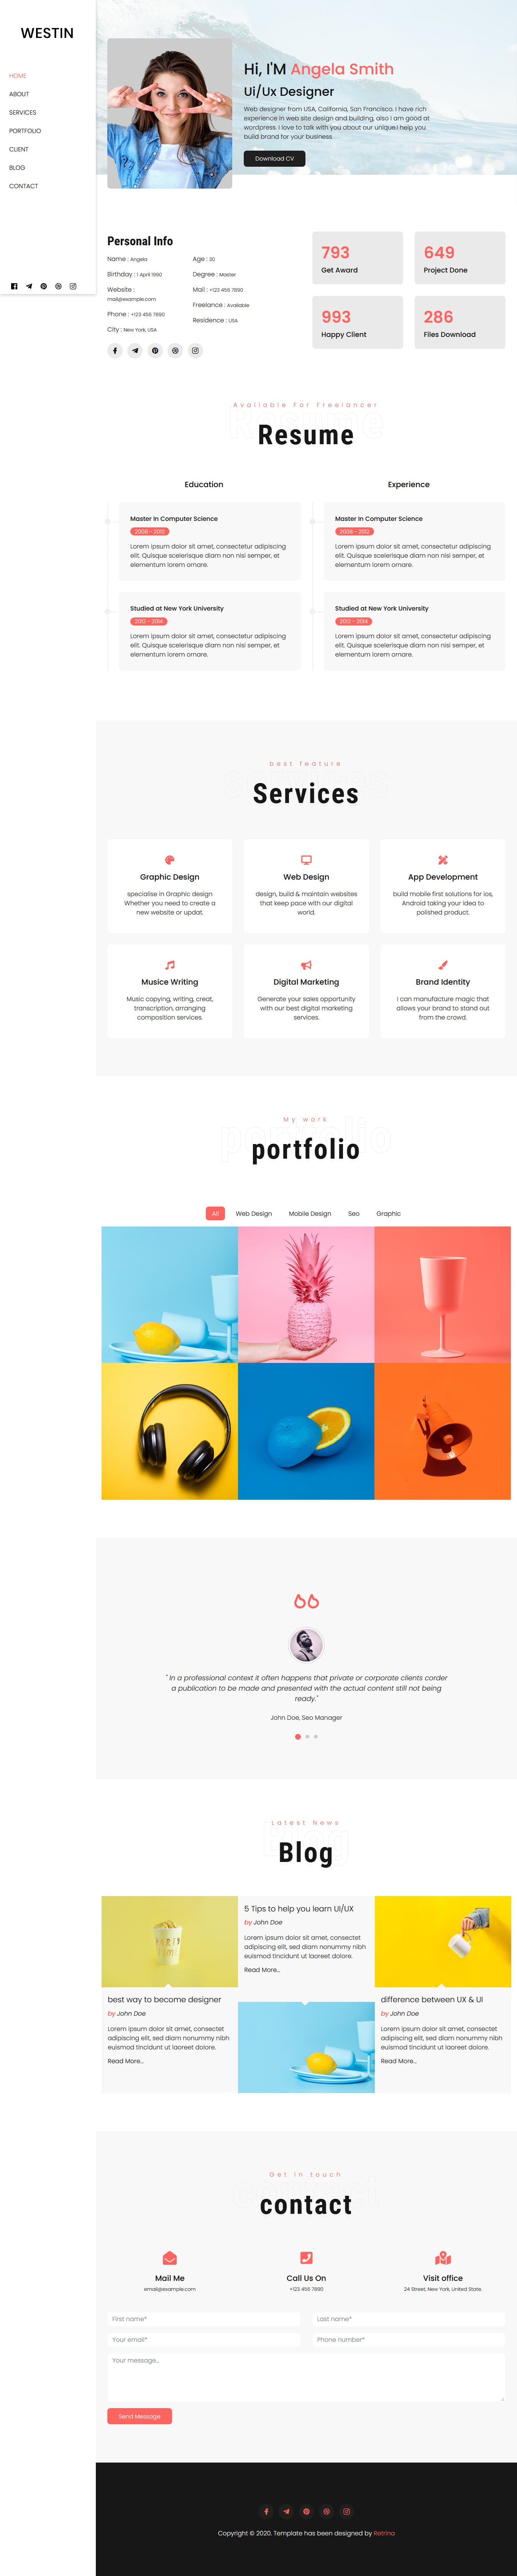 WESTIN
HOME
ABOUT
SERVICES
PORTFOLIO
CLIENT
BLOG
CONTACT
Hi, I'M Angela Smith
Ui/Ux Designer
Web designer from USA, California, San Francisco. I have rich
experience in web site design and building, also I am good at
wordpress. I love to talk with you about our unique.I help you
build brand for your business
Download CV
Personal Info
Name : Angela
Birthday : 1 April 1990
Website :
mail@example.com
Phone : +123 456 7890
City : New York, USA
Age : 30
Degree : Master
Mail : +123 456 7890
Freelance : Available
Residence : USA
793
Get Award
649
Project Done
993
Happy Client
286
Files Download
Available For Freelancer
Resume
Resume
Education
Master In Computer Science
2008 - 2012
Lorem ipsum dolor sit amet, consectetur adipiscing
elit. Quisque scelerisque diam non nisi semper, et
elementum lorem ornare.
Studied at New York University
2012 - 2014
Lorem ipsum dolor sit amet, consectetur adipiscing
elit. Quisque scelerisque diam non nisi semper, et
elementum lorem ornare.
Experience
Master In Computer Science
2008 - 2012
Lorem ipsum dolor sit amet, consectetur adipiscing
elit. Quisque scelerisque diam non nisi semper, et
elementum lorem ornare.
Studied at New York University
2012 - 2014
Lorem ipsum dolor sit amet, consectetur adipiscing
elit. Quisque scelerisque diam non nisi semper, et
elementum lorem ornare.
best feature
Services
Graphic Design
specialise in Graphic design
Whether you need to create a
new website or updat.
Web Design
design, build & maintain websites
that keep pace with our digital
world.
App Development
build mobile first solutions for ios,
Android taking your idea to
polished product.
Musice Writing
Music copying, writing, creat,
transcription, arranging
composition services.
Digital Marketing
Generate your sales opportunity
with our best digital marketing
services.
Brand Identity
I can manufacture magic that
allows your brand to stand out
from the crowd.
My work
portfolio
portfolio
All
Web Design
Mobile Design
Seo
Graphic
" In a professional context it often happens that private or corporate clients corder
a publication to be made and presented with the actual content still not being
ready."
John Doe, Seo Manager
Latest News
Blog
Blog
PARTY
TIME
best way to become designer
by John Doe
Lorem ipsum dolor sit amet, consectet
adipiscing elit, sed diam nonummy nibh
euismod tincidunt ut laoreet dolore.
Read More...
5 Tips to help you learn UI/UX
by John Doe
Lorem ipsum dolor sit amet, consectet
adipiscing elit, sed diam nonummy nibh
euismod tincidunt ut laoreet dolore.
Read More...
difference between UX & UI
by John Doe
Lorem ipsum dolor sit amet, consectet
adipiscing elit, sed diam nonummy nibh
euismod tincidunt ut laoreet dolore.
Read More...
Get in touch
contact
Mail Me
email@example.com
Call Us On
+123 456 7890
Visit office
24 Street, New York, United State.
First name*
Last name*
Your email*
Phone number*
Your message...
Send Message
Copyright © 2020. Template has been designed by Retrina